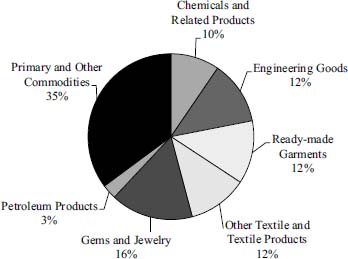 Chemicals and
Related Products
10%
Engineering Goods
12%
Ready-made
Garments
12%
Other Textile and
Textile Products
12%
Gems and Jewelry
16%
Petroleum Products
3%
Primary and Other
Commodities
35%